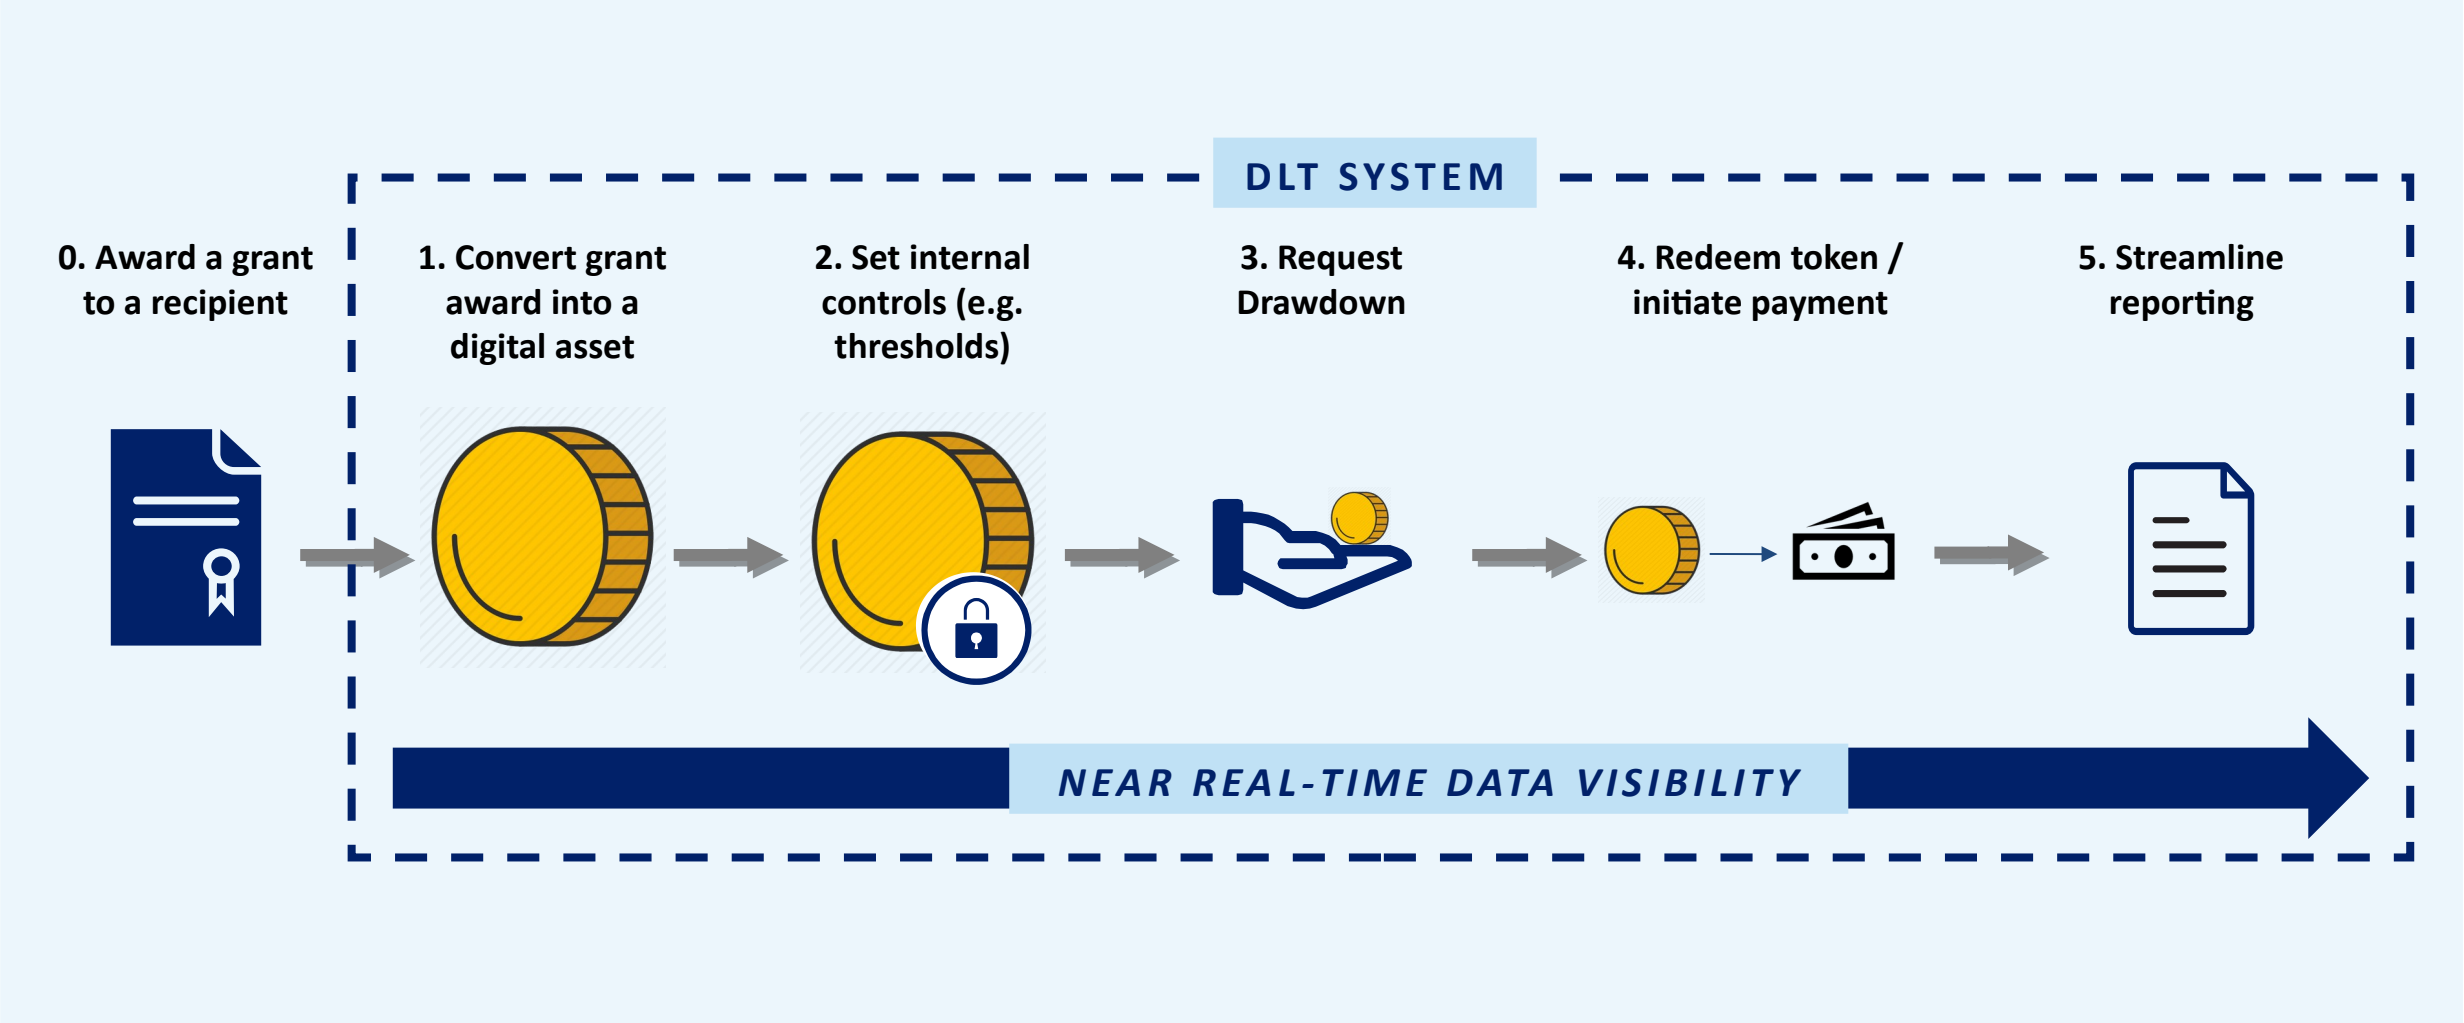 DLT SYSTEM
0. Award a grant
to a recipient
1. Convert grant
award into a
digital asset
2. Set internal
controls (e.g.
thresholds)
3. Request
Drawdown
4. Redeem token /
initiate payment
5. Streamline
reporting
NEAR REAL-TIME DATA VISIBILITY